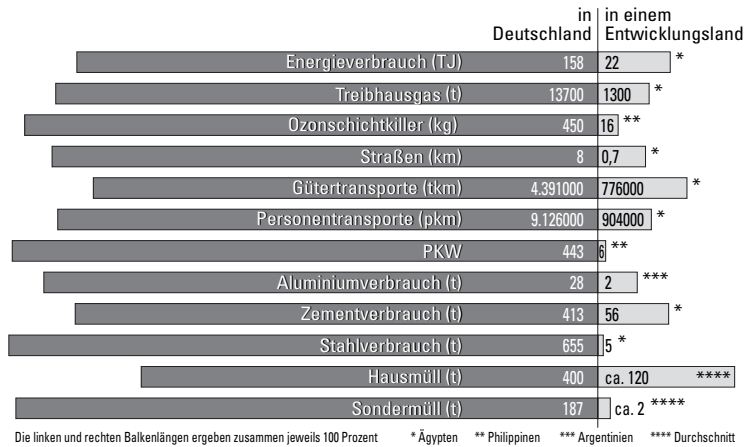 in in einem
Deutschland Entwicklungsland
Energieverbrauch (TJ) 158 22 *
Treibhausgas (t) 13700 1300 *
Ozonschichtkiller (kg) 450 16 **
Straßen (km) 8 0,7 *
Gütertransporte (tkm) 4.391000 776000 *
Personentransporte (pkm) 9.126000 904000 *
PKW 443 6 **
Aluminiumverbrauch (t) 28 2 ***
Zementverbrauch (t) 413 56 *
Stahlverbrauch (t) 655 5 *
Hausmüll (t) 400 ca. 120 ****
Sondermüll (t) 187 ca. 2 ****
Die linken und rechten Balkenlängen ergeben zusammen jeweils 100 Prozent * Ägypten ** Philippinen *** Argentinien **** Durchschnitt